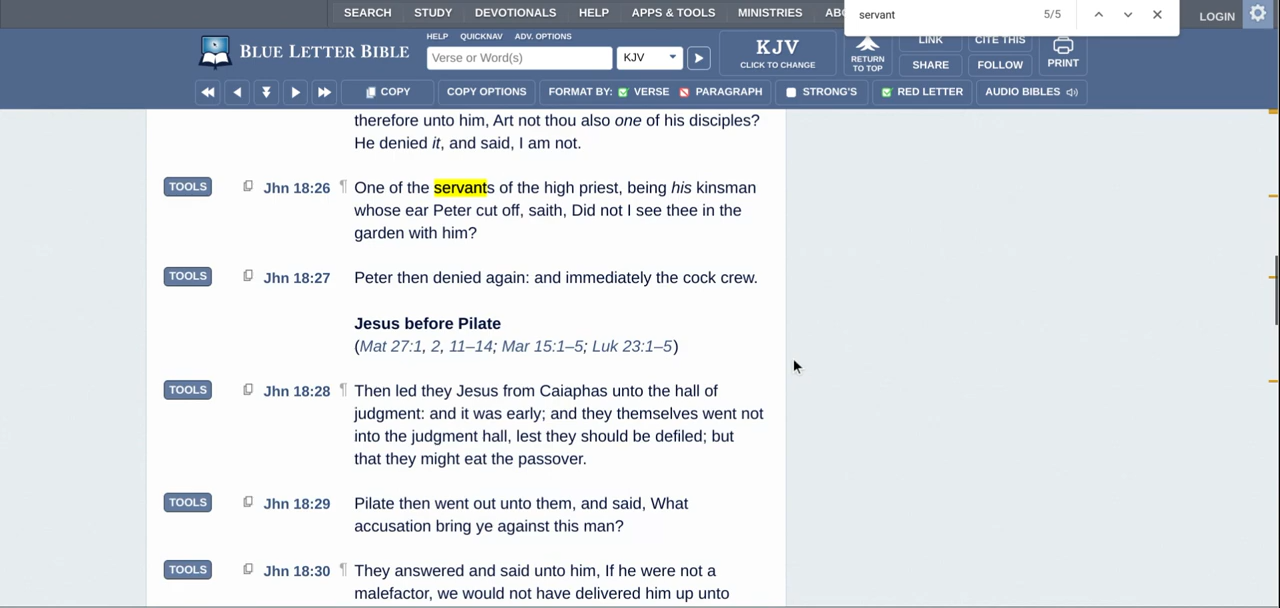 SEARCH STUDY DEVOTIONALS HELP APPS & TOOLS MINISTRIES ABO
servant 5/5
LOGIN
BLUE LETTER BIBLE
HELP QUICKNAV ADV. OPTIONS
Verse or Word(s) KJV
KJV
CLICK TO CHANGE
RETURN
TO TOP
LINK CITE THIS
SHARE FOLLOW PRINT
COPY COPY OPTIONS FORMAT BY: VERSE PARAGRAPH STRONG'S RED LETTER AUDIO BIBLES
therefore unto him, Art not thou also one of his disciples?
He denied it, and said, I am not.
TOOLS Jhn 18:26 ¶ One of the servants of the high priest, being his kinsman
whose ear Peter cut off, saith, Did not I see thee in the
garden with him?
TOOLS Jhn 18:27 Peter then denied again: and immediately the cock crew.
Jesus before Pilate
(Mat 27:1, 2, 11–14; Mar 15:1–5; Luk 23:1–5)
TOOLS Jhn 18:28 ¶ Then led they Jesus from Caiaphas unto the hall of
judgment: and it was early; and they themselves went not
into the judgment hall, lest they should be defiled; but
that they might eat the passover.
TOOLS Jhn 18:29 Pilate then went out unto them, and said, What
accusation bring ye against this man?
TOOLS Jhn 18:30 ¶ They answered and said unto him, If he were not a
malefactor, we would not have delivered him up unto